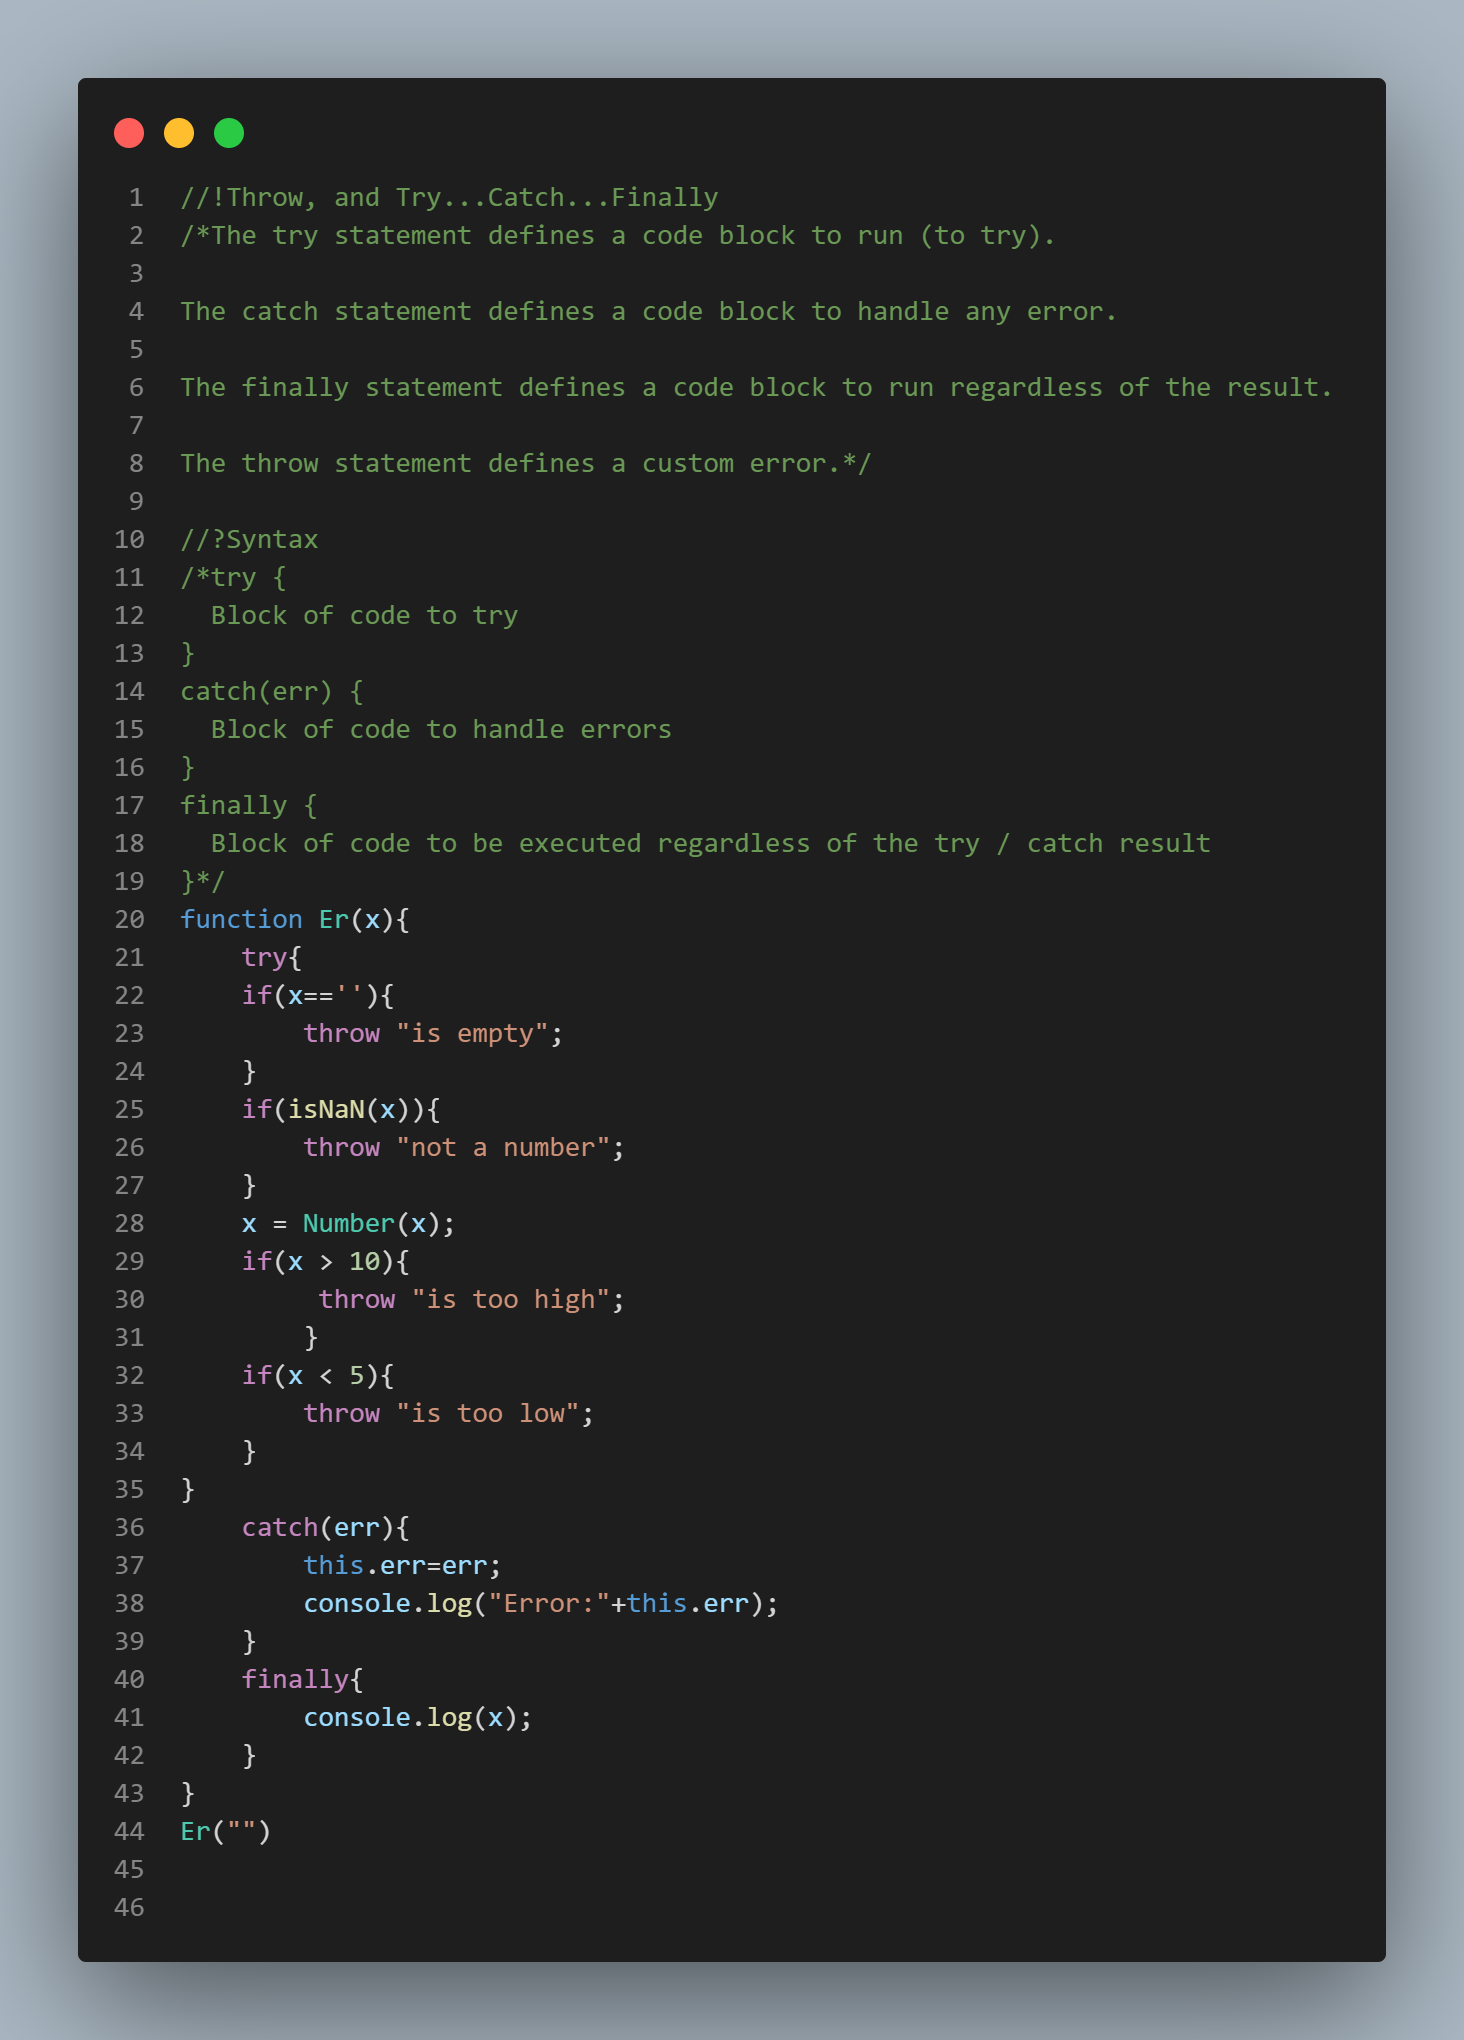 1 //!Throw, and Try...Catch...Finally
2 /*The try statement defines a code block to run (to try).
3
4 The catch statement defines a code block to handle any error.
5
6 The finally statement defines a code block to run regardless of the result.
7
8 The throw statement defines a custom error.*/
9
10 //?Syntax
11 /*try {
12   Block of code to try
13 }
14 catch(err) {
15   Block of code to handle errors
16 }
17 finally {
18   Block of code to be executed regardless of the try / catch result
19 }*/
20 function Er(x){
21     try{
22     if(x==''){
23         throw "is empty";
24     }
25     if(isNaN(x)){
26         throw "not a number";
27     }
28     x = Number(x);
29     if(x > 10){
30          throw "is too high";
31         }
32     if(x < 5){
33         throw "is too low";
34     }
35 }
36     catch(err){
37         this.err=err;
38         console.log("Error:"+this.err);
39     }
40     finally{
41         console.log(x);
42     }
43 }
44 Er("")
45
46